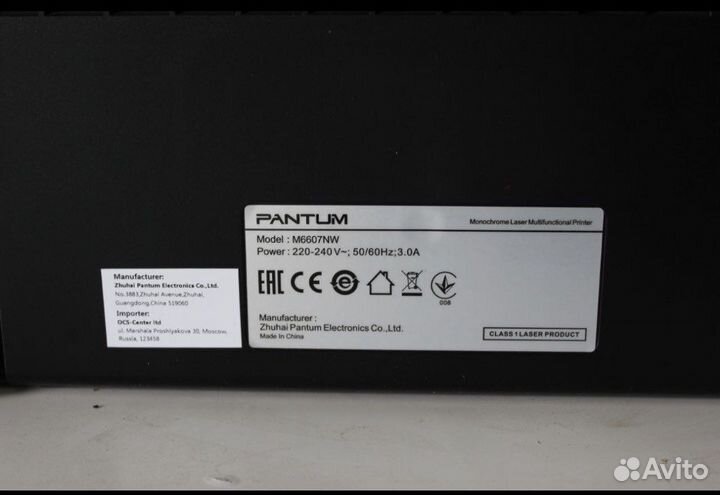 PANTUM
Monochrome Laser Multifunctional Printer
Model : M6607NW
Power : 220-240V~; 50/60Hz;3.0A
EAC CE
008
Manufacturer :
Zhuhai Pantum Electronics Co.,Ltd.
Made In China
CLASS 1 LASER PRODUCT
Manufacturer:
Zhuhai Pantum Electronics Co.,Ltd.
No.3883,Zhuhai Avenue,Zhuhai,
Guangdong,China 519060
Importer:
OCS-Center ltd
ul. Marshala Proshlyakova 30, Moscow,
Russia, 123458
Avito